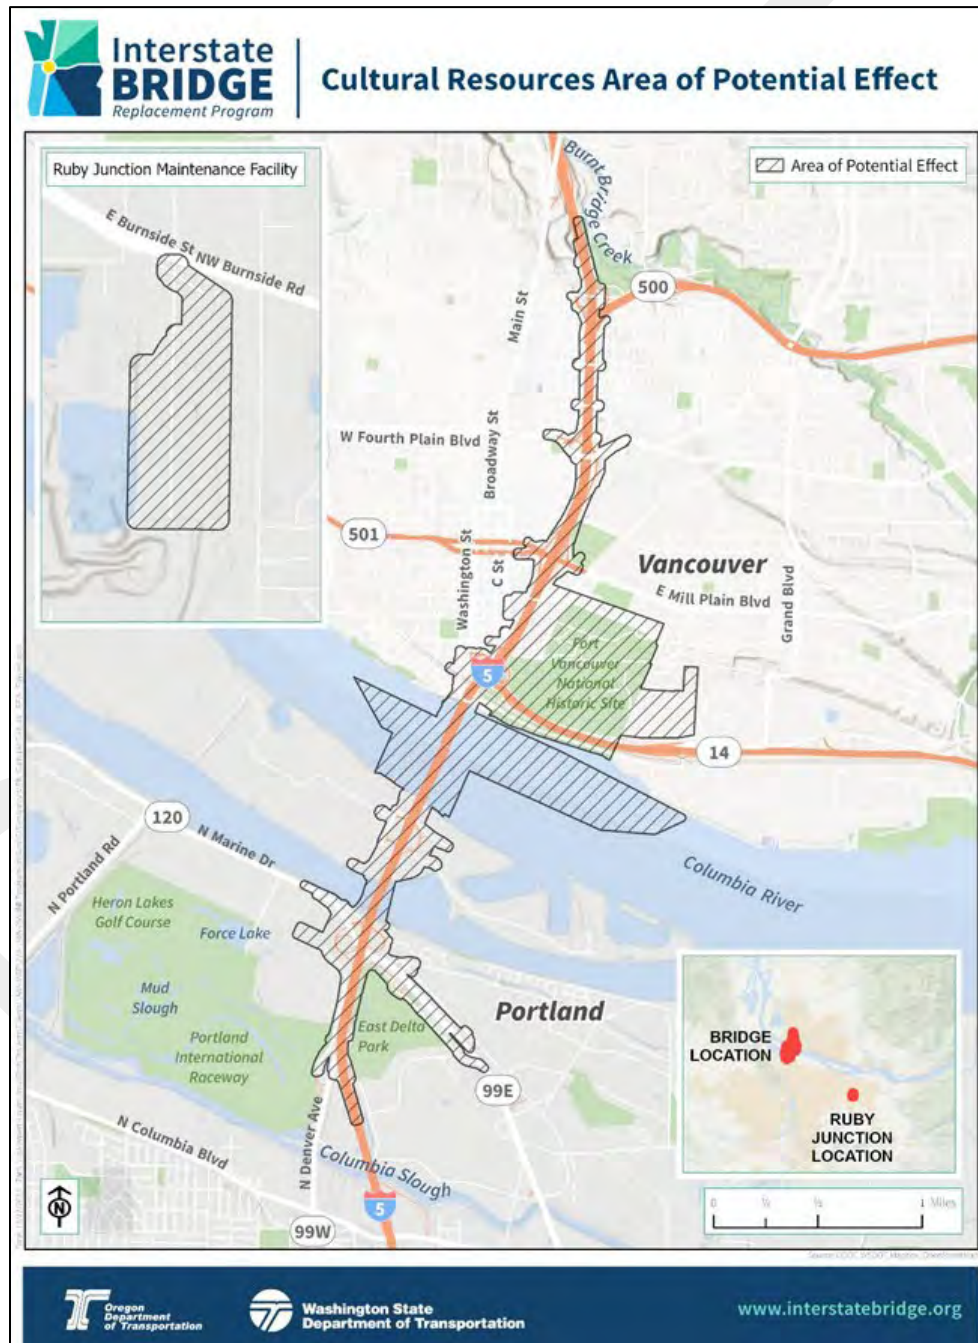 Interstate
BRIDGE
Replacement Program
Cultural Resources Area of Potential Effect
Ruby Junction Maintenance Facility
E Burnside St
NW Burnside Rd
Area of Potential Effect
Burnt Bridge Creek
500
Main St
W Fourth Plain Blvd
Broadway St
501
Washington St
C St
Vancouver
E Mill Plain Blvd
Grand Blvd
Fort
Vancouver
National
Historic Site
5
14
120
N Marine Dr
N Portland Rd
Columbia River
Heron Lakes
Golf Course
Force Lake
Mud
Slough
Portland
International
Raceway
East Delta
Park
Portland
99E
N Denver Ave
N Columbia Blvd
Columbia Slough
5
99W
N
BRIDGE
LOCATION
RUBY
JUNCTION
LOCATION
0
1 Miles
Oregon
Department
of Transportation
Washington State
Department of Transportation
www.interstatebridge.org